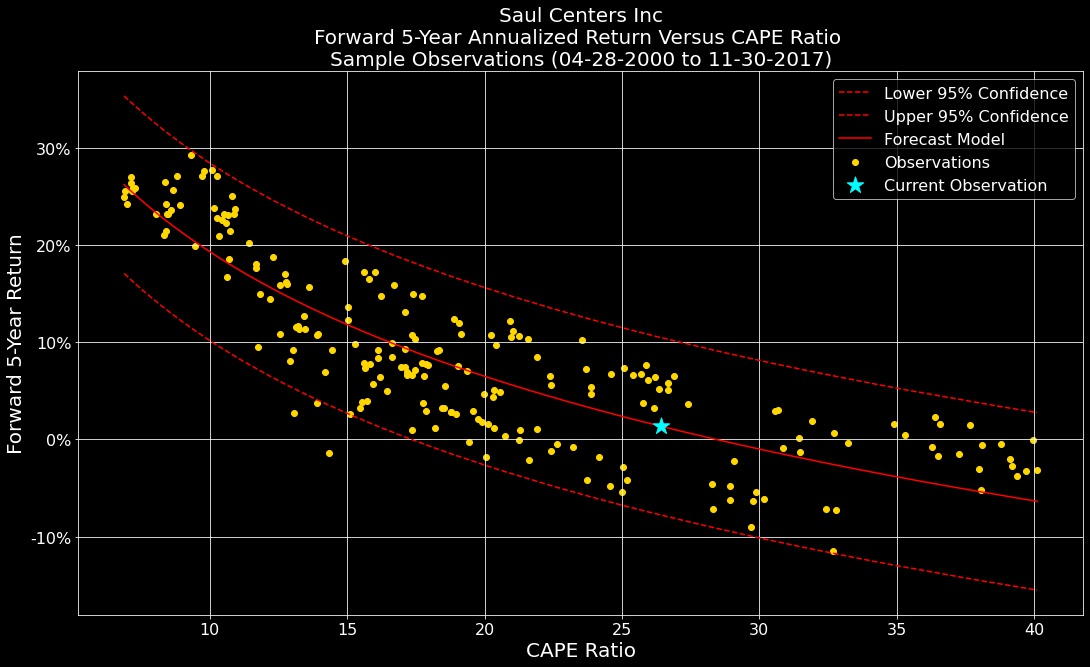 Saul Centers Inc
Forward 5-Year Annualized Return Versus CAPE Ratio
Sample Observations (04-28-2000 to 11-30-2017)
Lower 95% Confidence
Upper 95% Confidence
Forecast Model
Observations
Current Observation
Forward 5-Year Return
30%
20%
10%
0%
-10%
10 15 20 25 30 35 40
CAPE Ratio